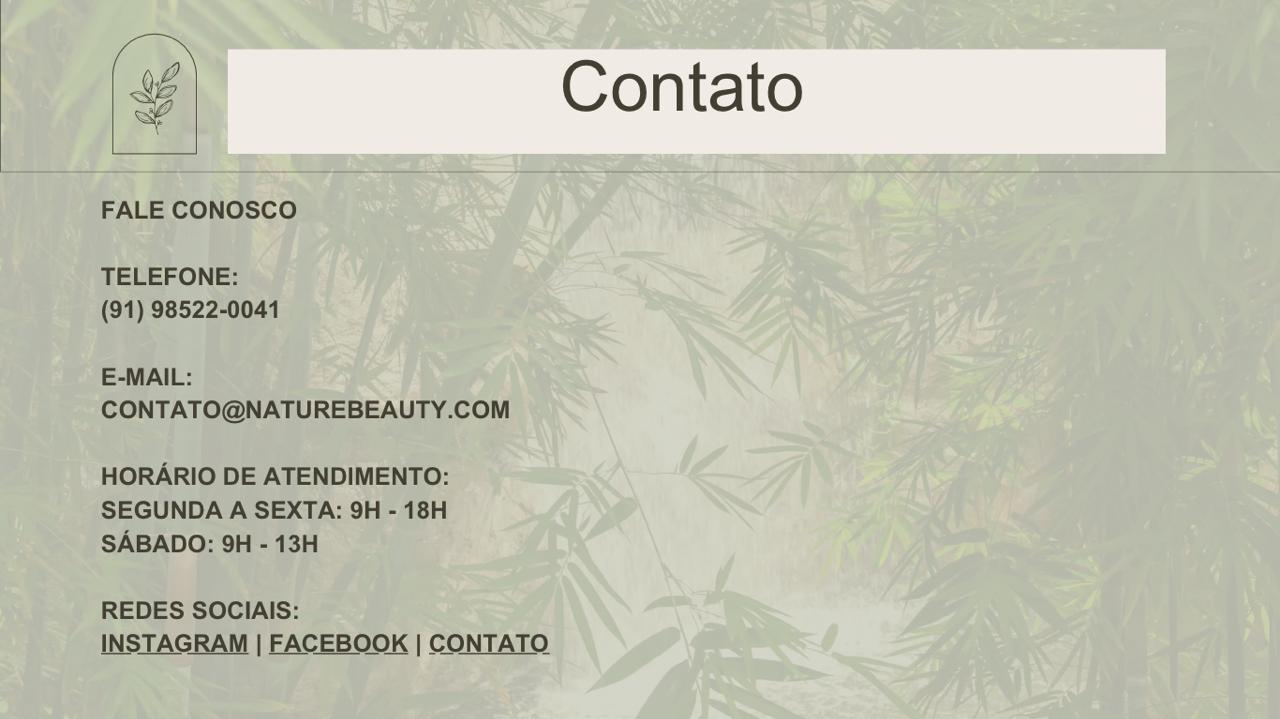 Contato
FALE CONOSCO
TELEFONE:
(91) 98522-0041
E-MAIL:
CONTATO@NATUREBEAUTY.COM
HORÁRIO DE ATENDIMENTO:
SEGUNDA A SEXTA: 9H - 18H
SÁBADO: 9H - 13H
REDES SOCIAIS:
INSTAGRAM | FACEBOOK | CONTATO